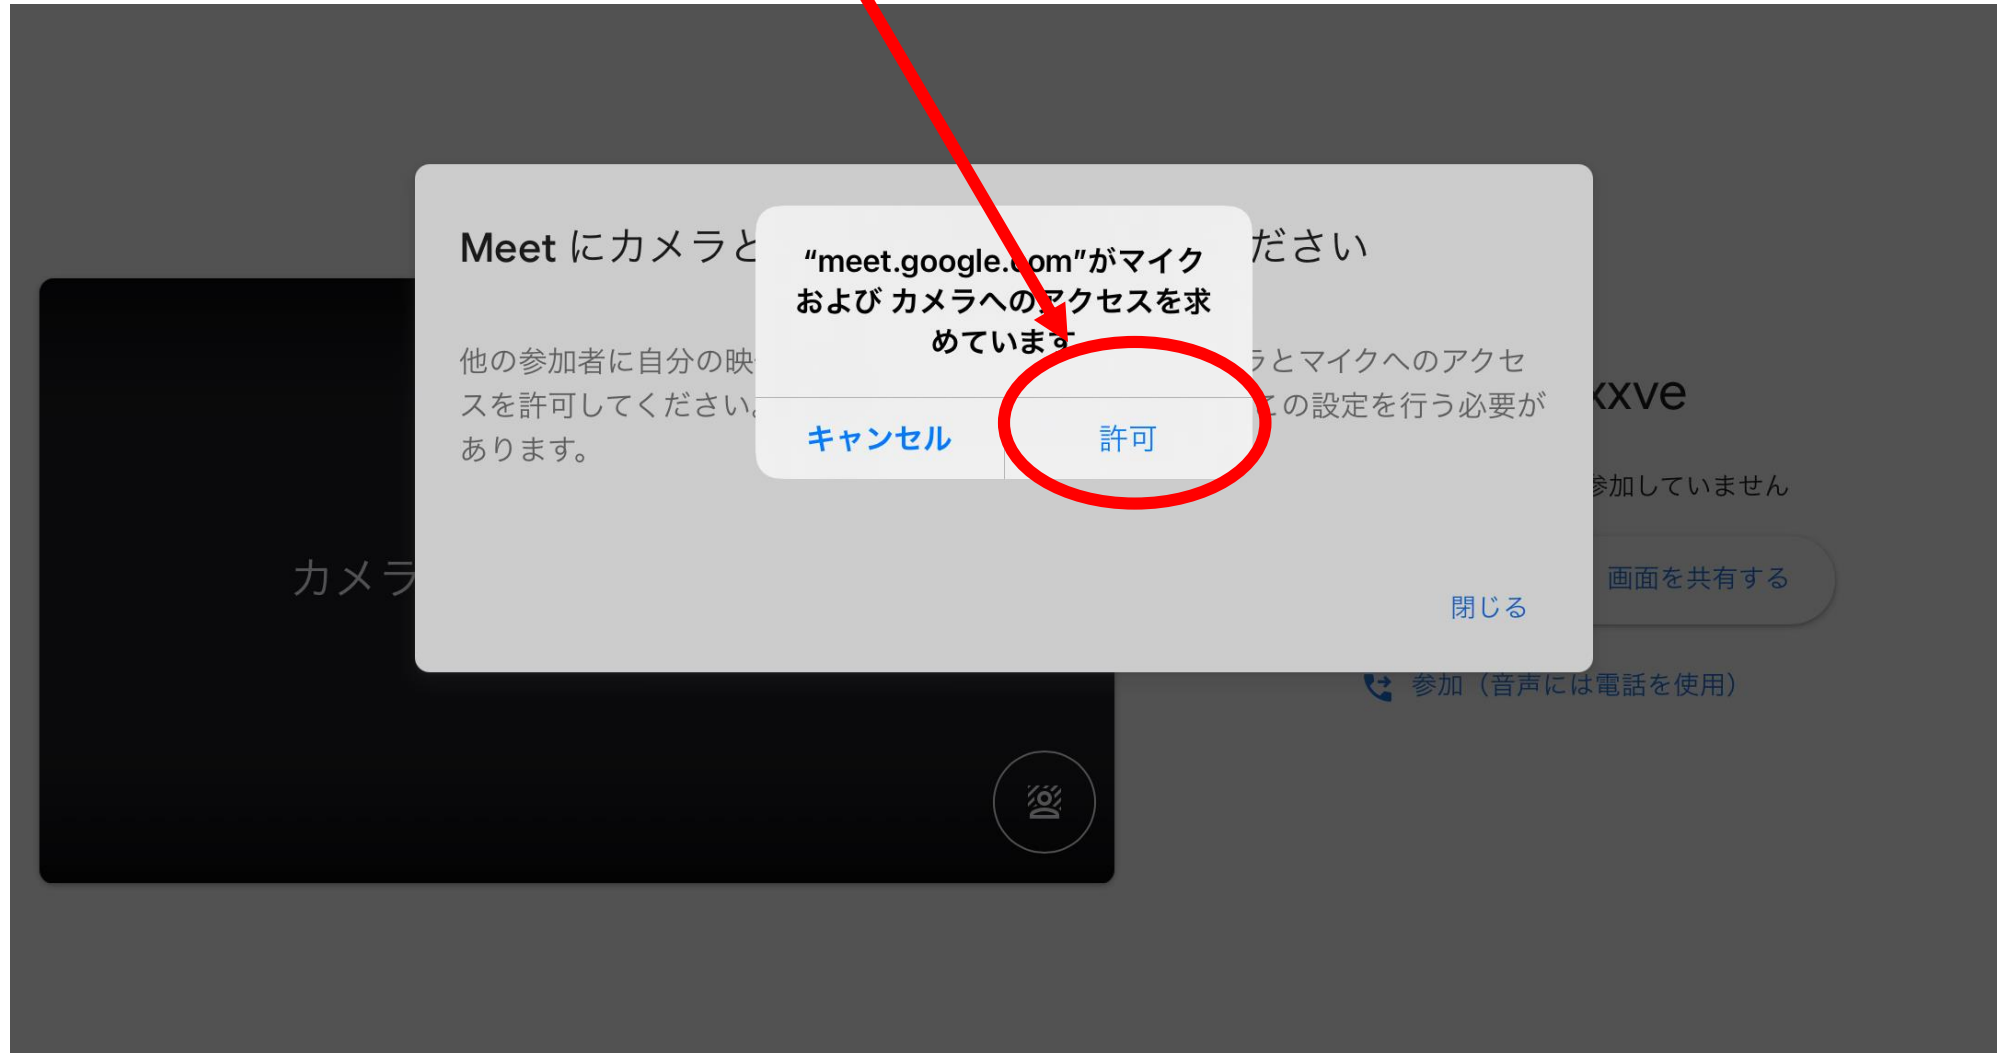 Meet にカメラと
ださい
“meet.google.com”がマイク
および カメラへのアクセスを求
めています
他の参加者に自分の映
ラとマイクへのアクセ
スを許可してください。
この設定を行う必要が
あります。
キャンセル
許可
閉じる
カメラ
xxve
参加していません
画面を共有する
参加（音声には電話を使用）